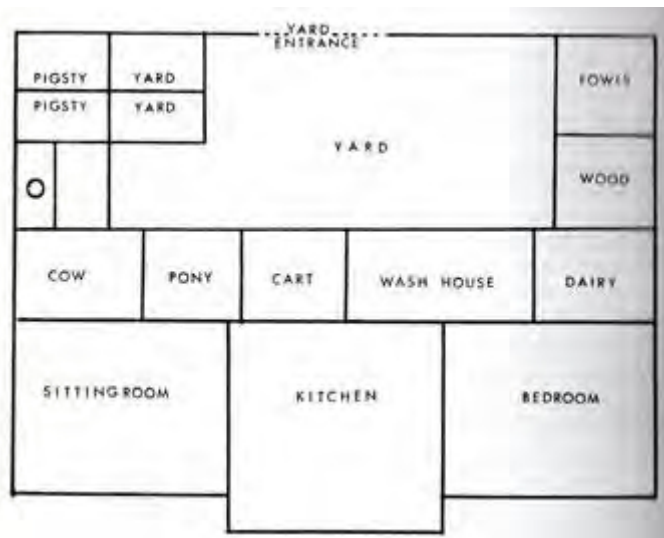 YARD
ENTRANCE
PIGSTY YARD
PIGSTY YARD
YARD
FOWLS
WOOD
COW PONY CART WASH HOUSE DAIRY
SITTING ROOM KITCHEN BEDROOM